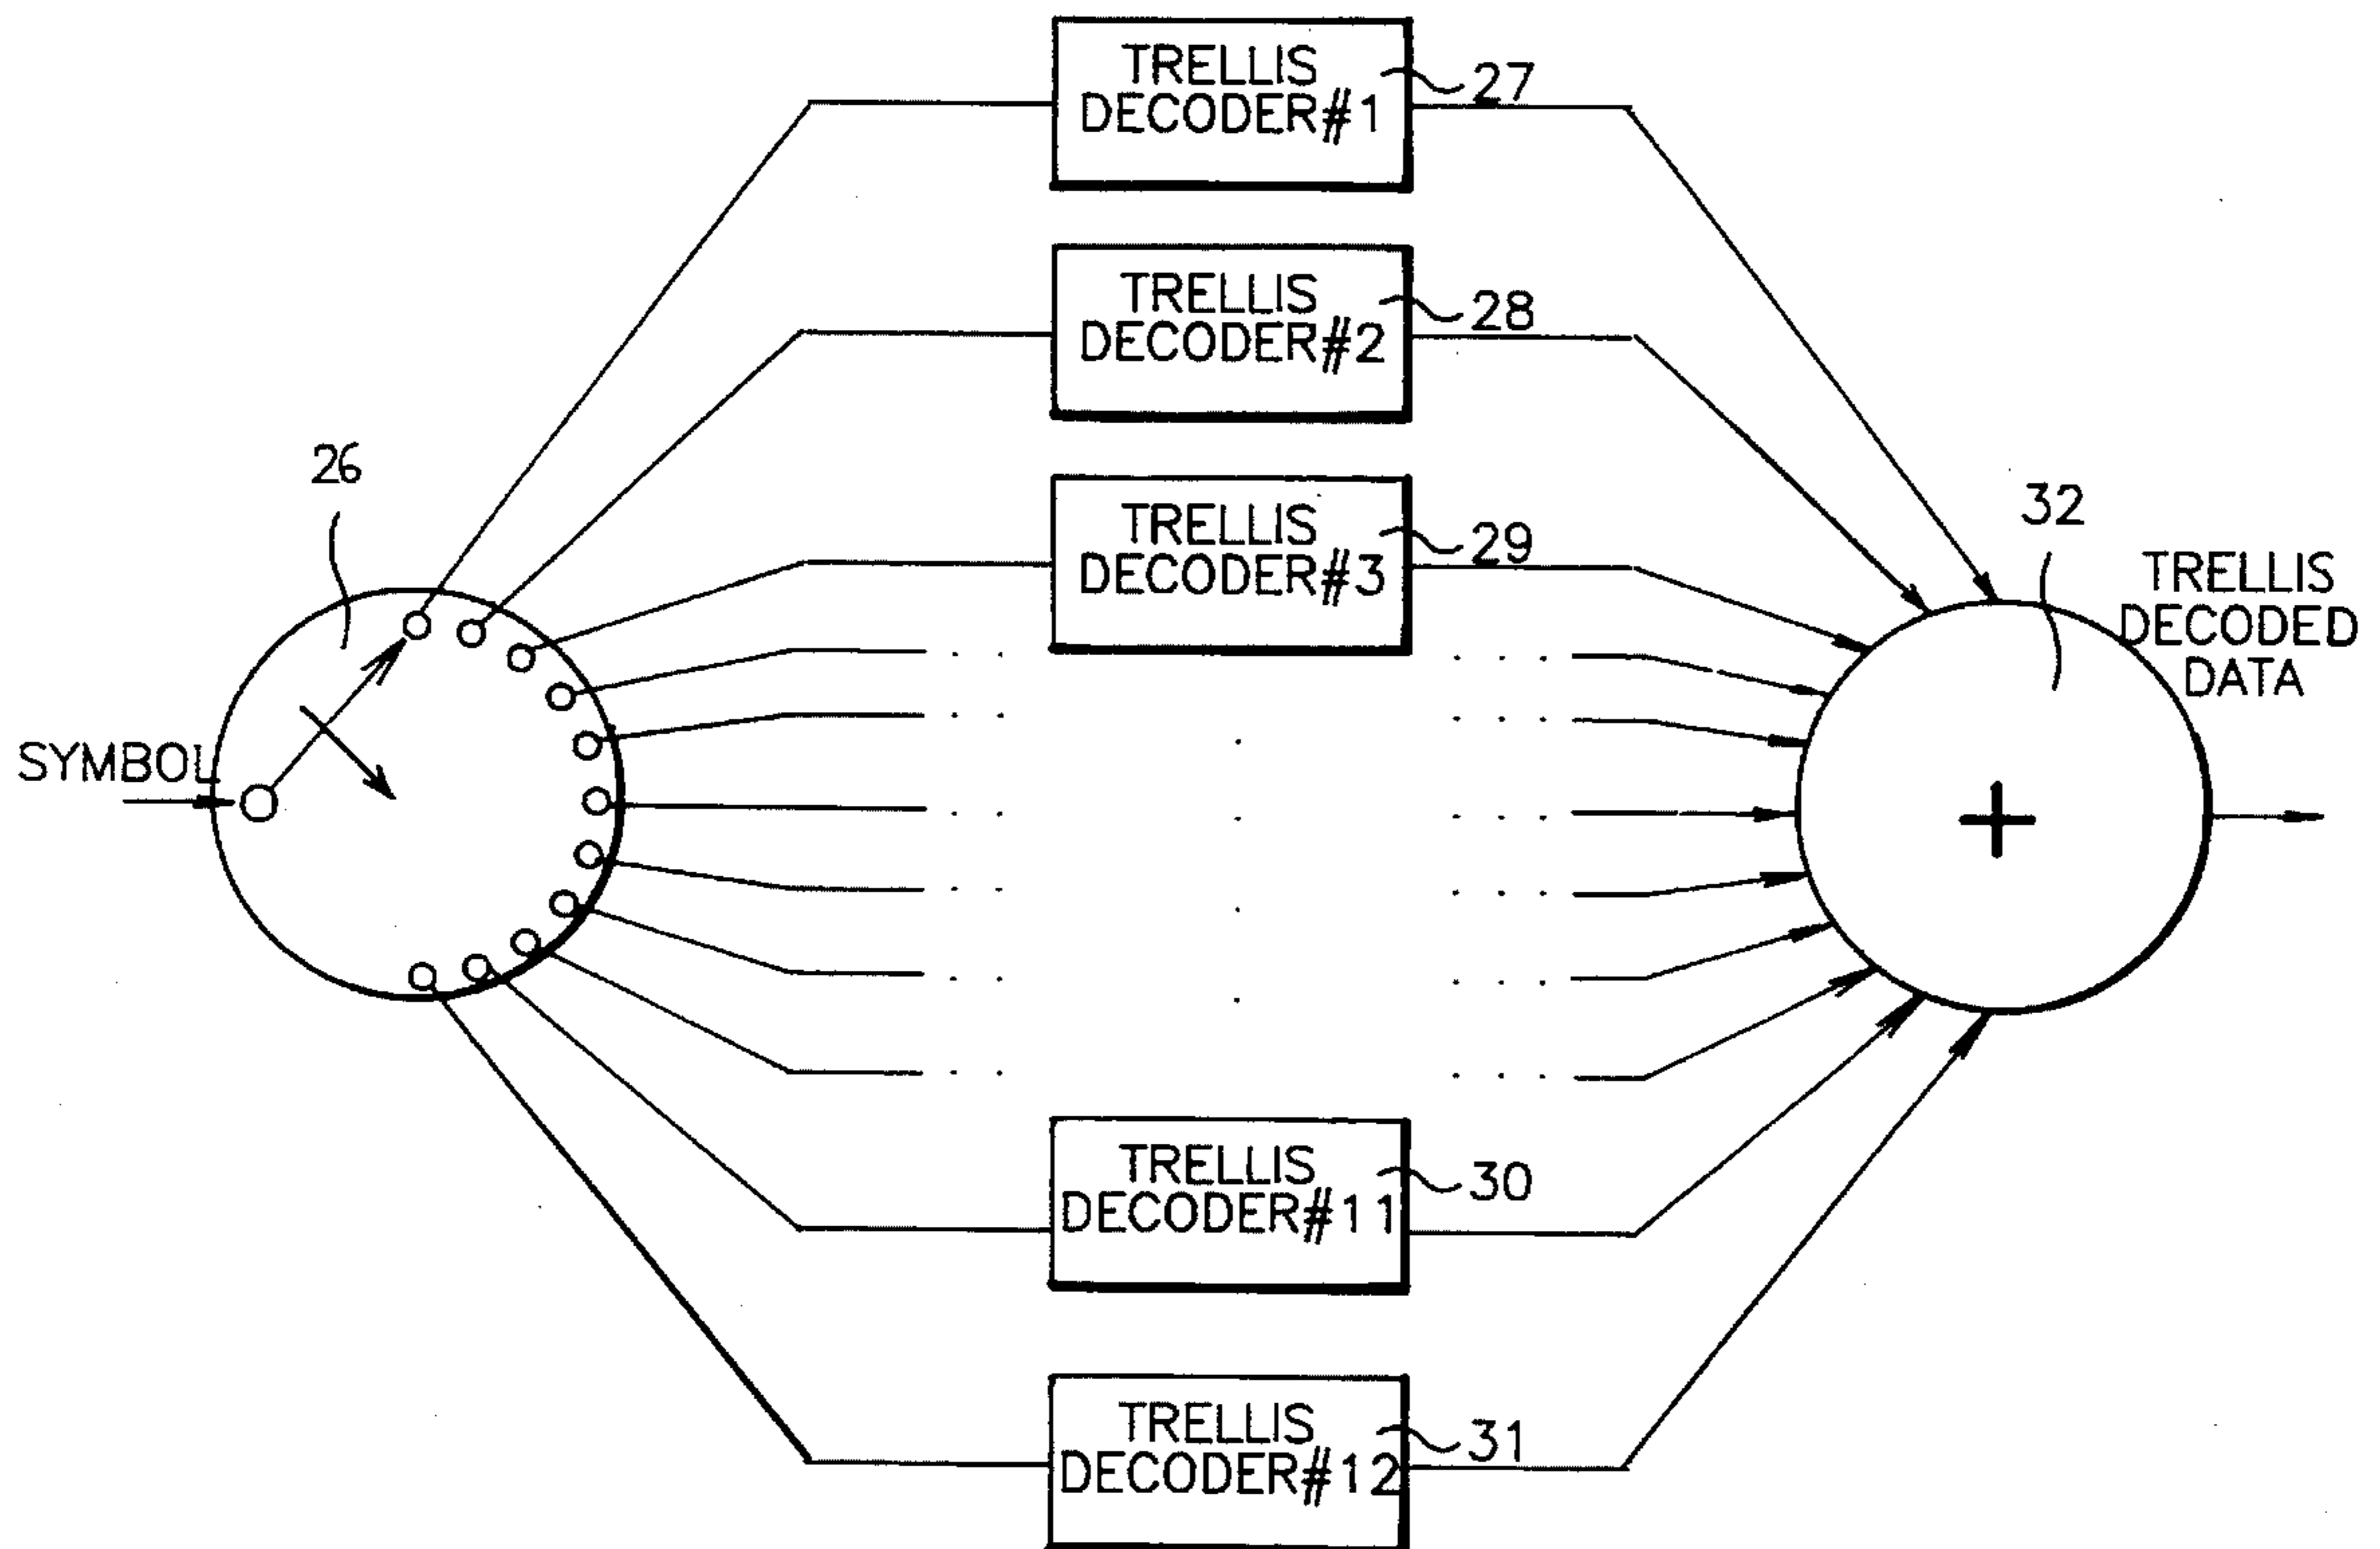 TRELLIS
DECODER#1
27
TRELLIS
DECODER#2
28
26
TRELLIS
DECODER#3
29
32
TRELLIS
DECODED
DATA
SYMBOL
+
TRELLIS
DECODER#11
30
TRELLIS
DECODER#12
31